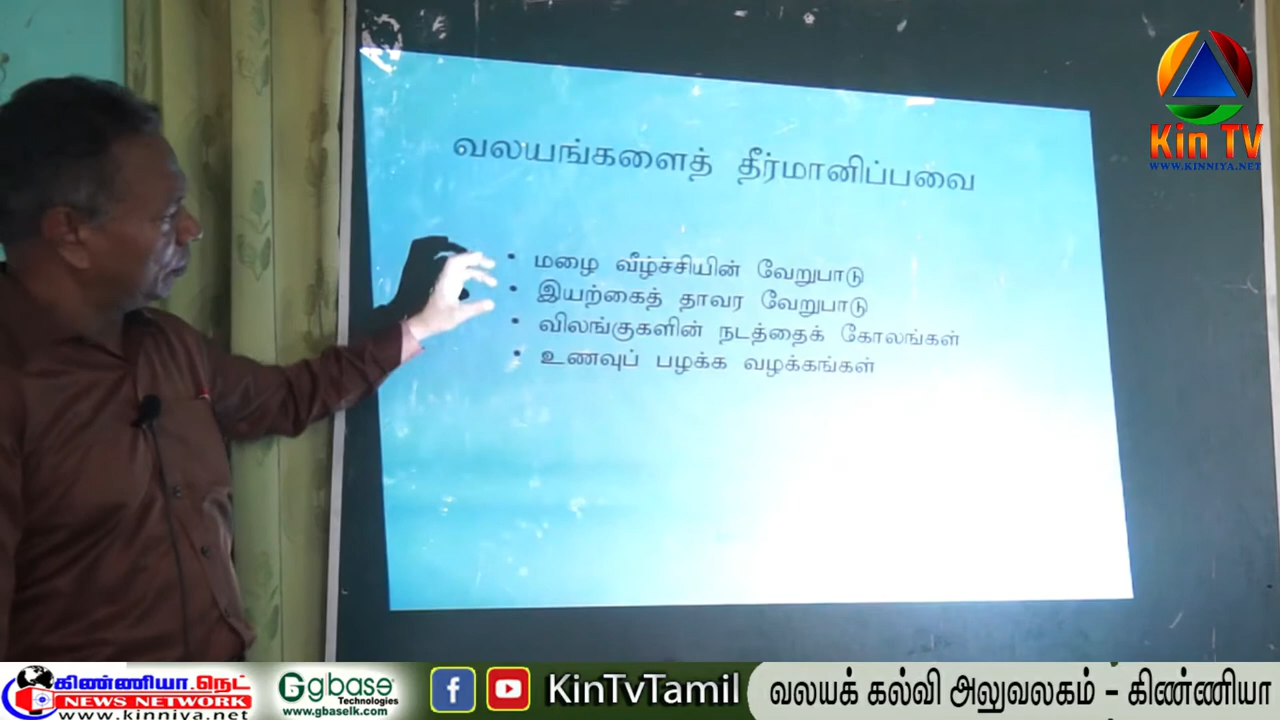 Kin TV
WWW.KINNIYA.NET
வலயங்களைத் தீர்மானிப்பவை
• மழை வீழ்ச்சியின் வேறுபாடு
• இயற்கைத் தாவர வேறுபாடு
• விலங்குகளின் நடத்தைக் கோலங்கள்
• உணவுப் பழக்க வழக்கங்கள்
கிண்ணியா.நெட்
NEWS NETWORK
www.kinniya.net
gbase
Technologies
www.gbaselk.com
KinTvTamil
வலயக் கல்வி அலுவலகம் - கிண்ணியா